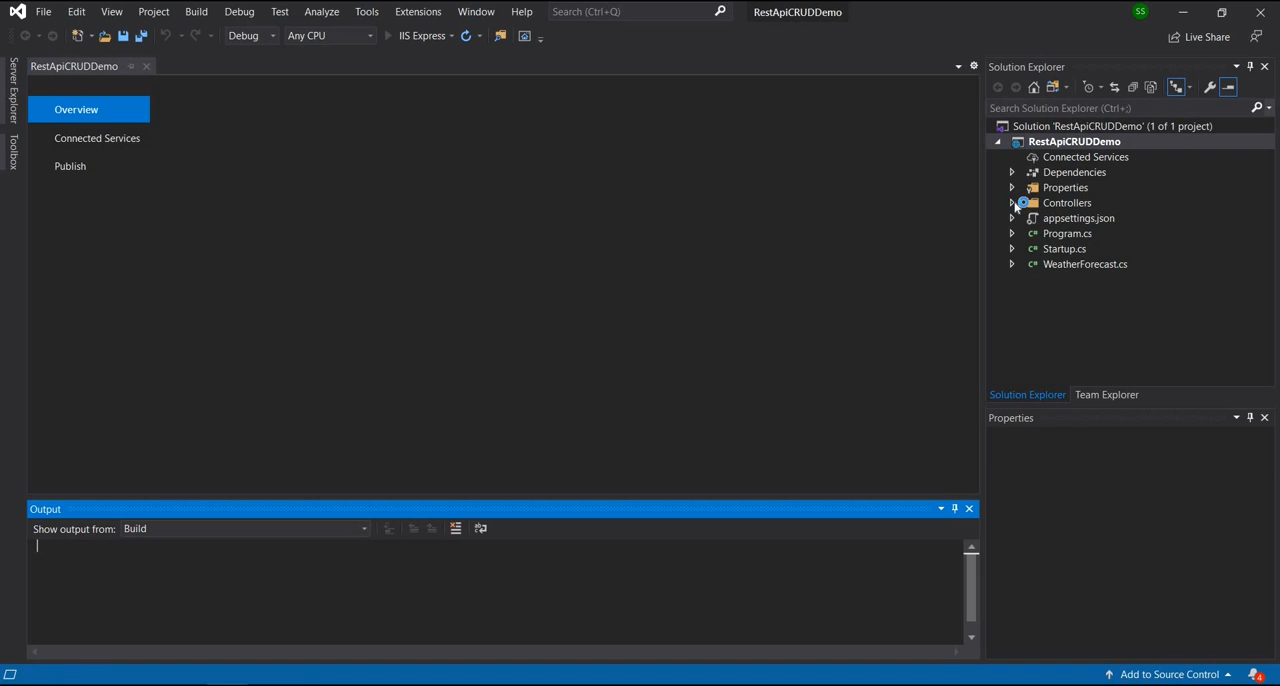 File Edit View Project Build Debug Test Analyze Tools Extensions Window Help Search (Ctrl+Q) RestApiCRUDDemo SS
Debug Any CPU IIS Express Live Share
Server Explorer
Toolbox
RestApiCRUDDemo
Overview
Connected Services
Publish
Solution Explorer
Search Solution Explorer (Ctrl+;)
Solution 'RestApiCRUDDemo' (1 of 1 project)
RestApiCRUDDemo
Connected Services
Dependencies
Properties
Controllers
appsettings.json
C# Program.cs
C# Startup.cs
C# WeatherForecast.cs
Solution Explorer Team Explorer
Properties
Output
Show output from: Build
Add to Source Control 4